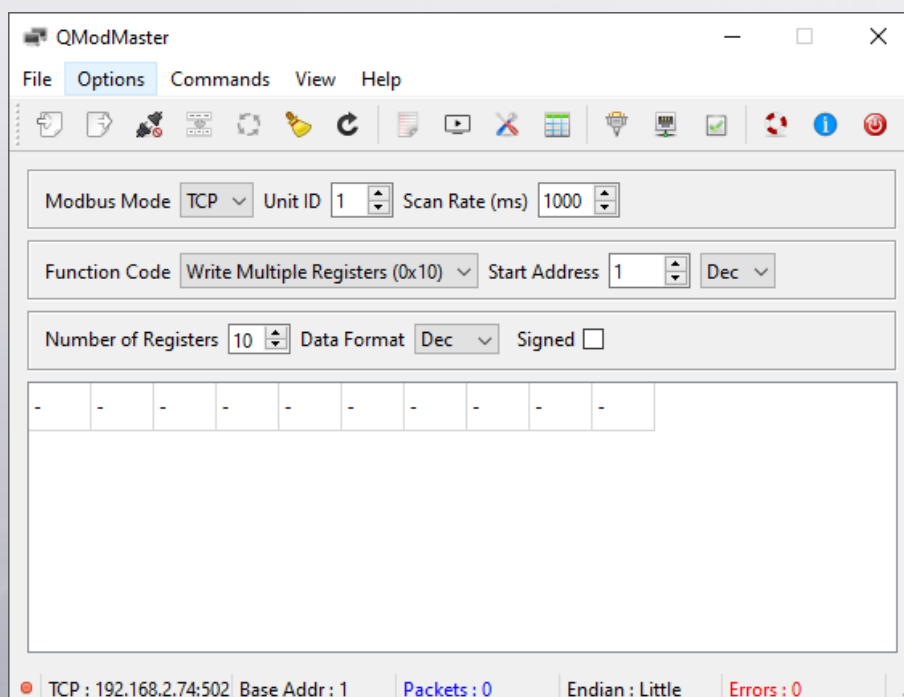 QModMaster
File Options Commands View Help
Modbus Mode TCP Unit ID 1 Scan Rate (ms) 1000
Function Code Write Multiple Registers (0x10) Start Address 1 Dec
Number of Registers 10 Data Format Dec Signed
- - - - - - - - - -
TCP : 192.168.2.74:502 Base Addr : 1 Packets : 0 Endian : Little Errors : 0